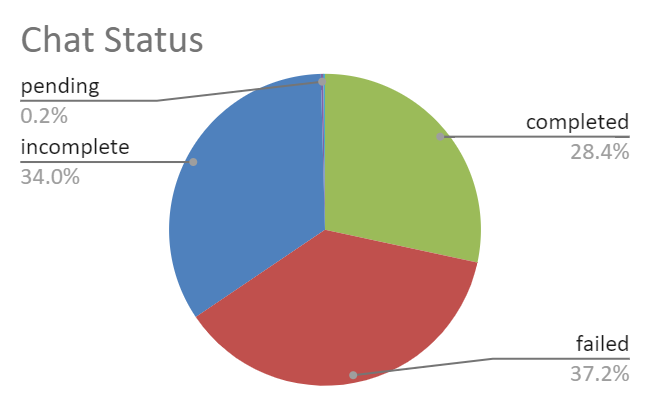 Chat Status
pending
0.2%
incomplete
34.0%
completed
28.4%
failed
37.2%